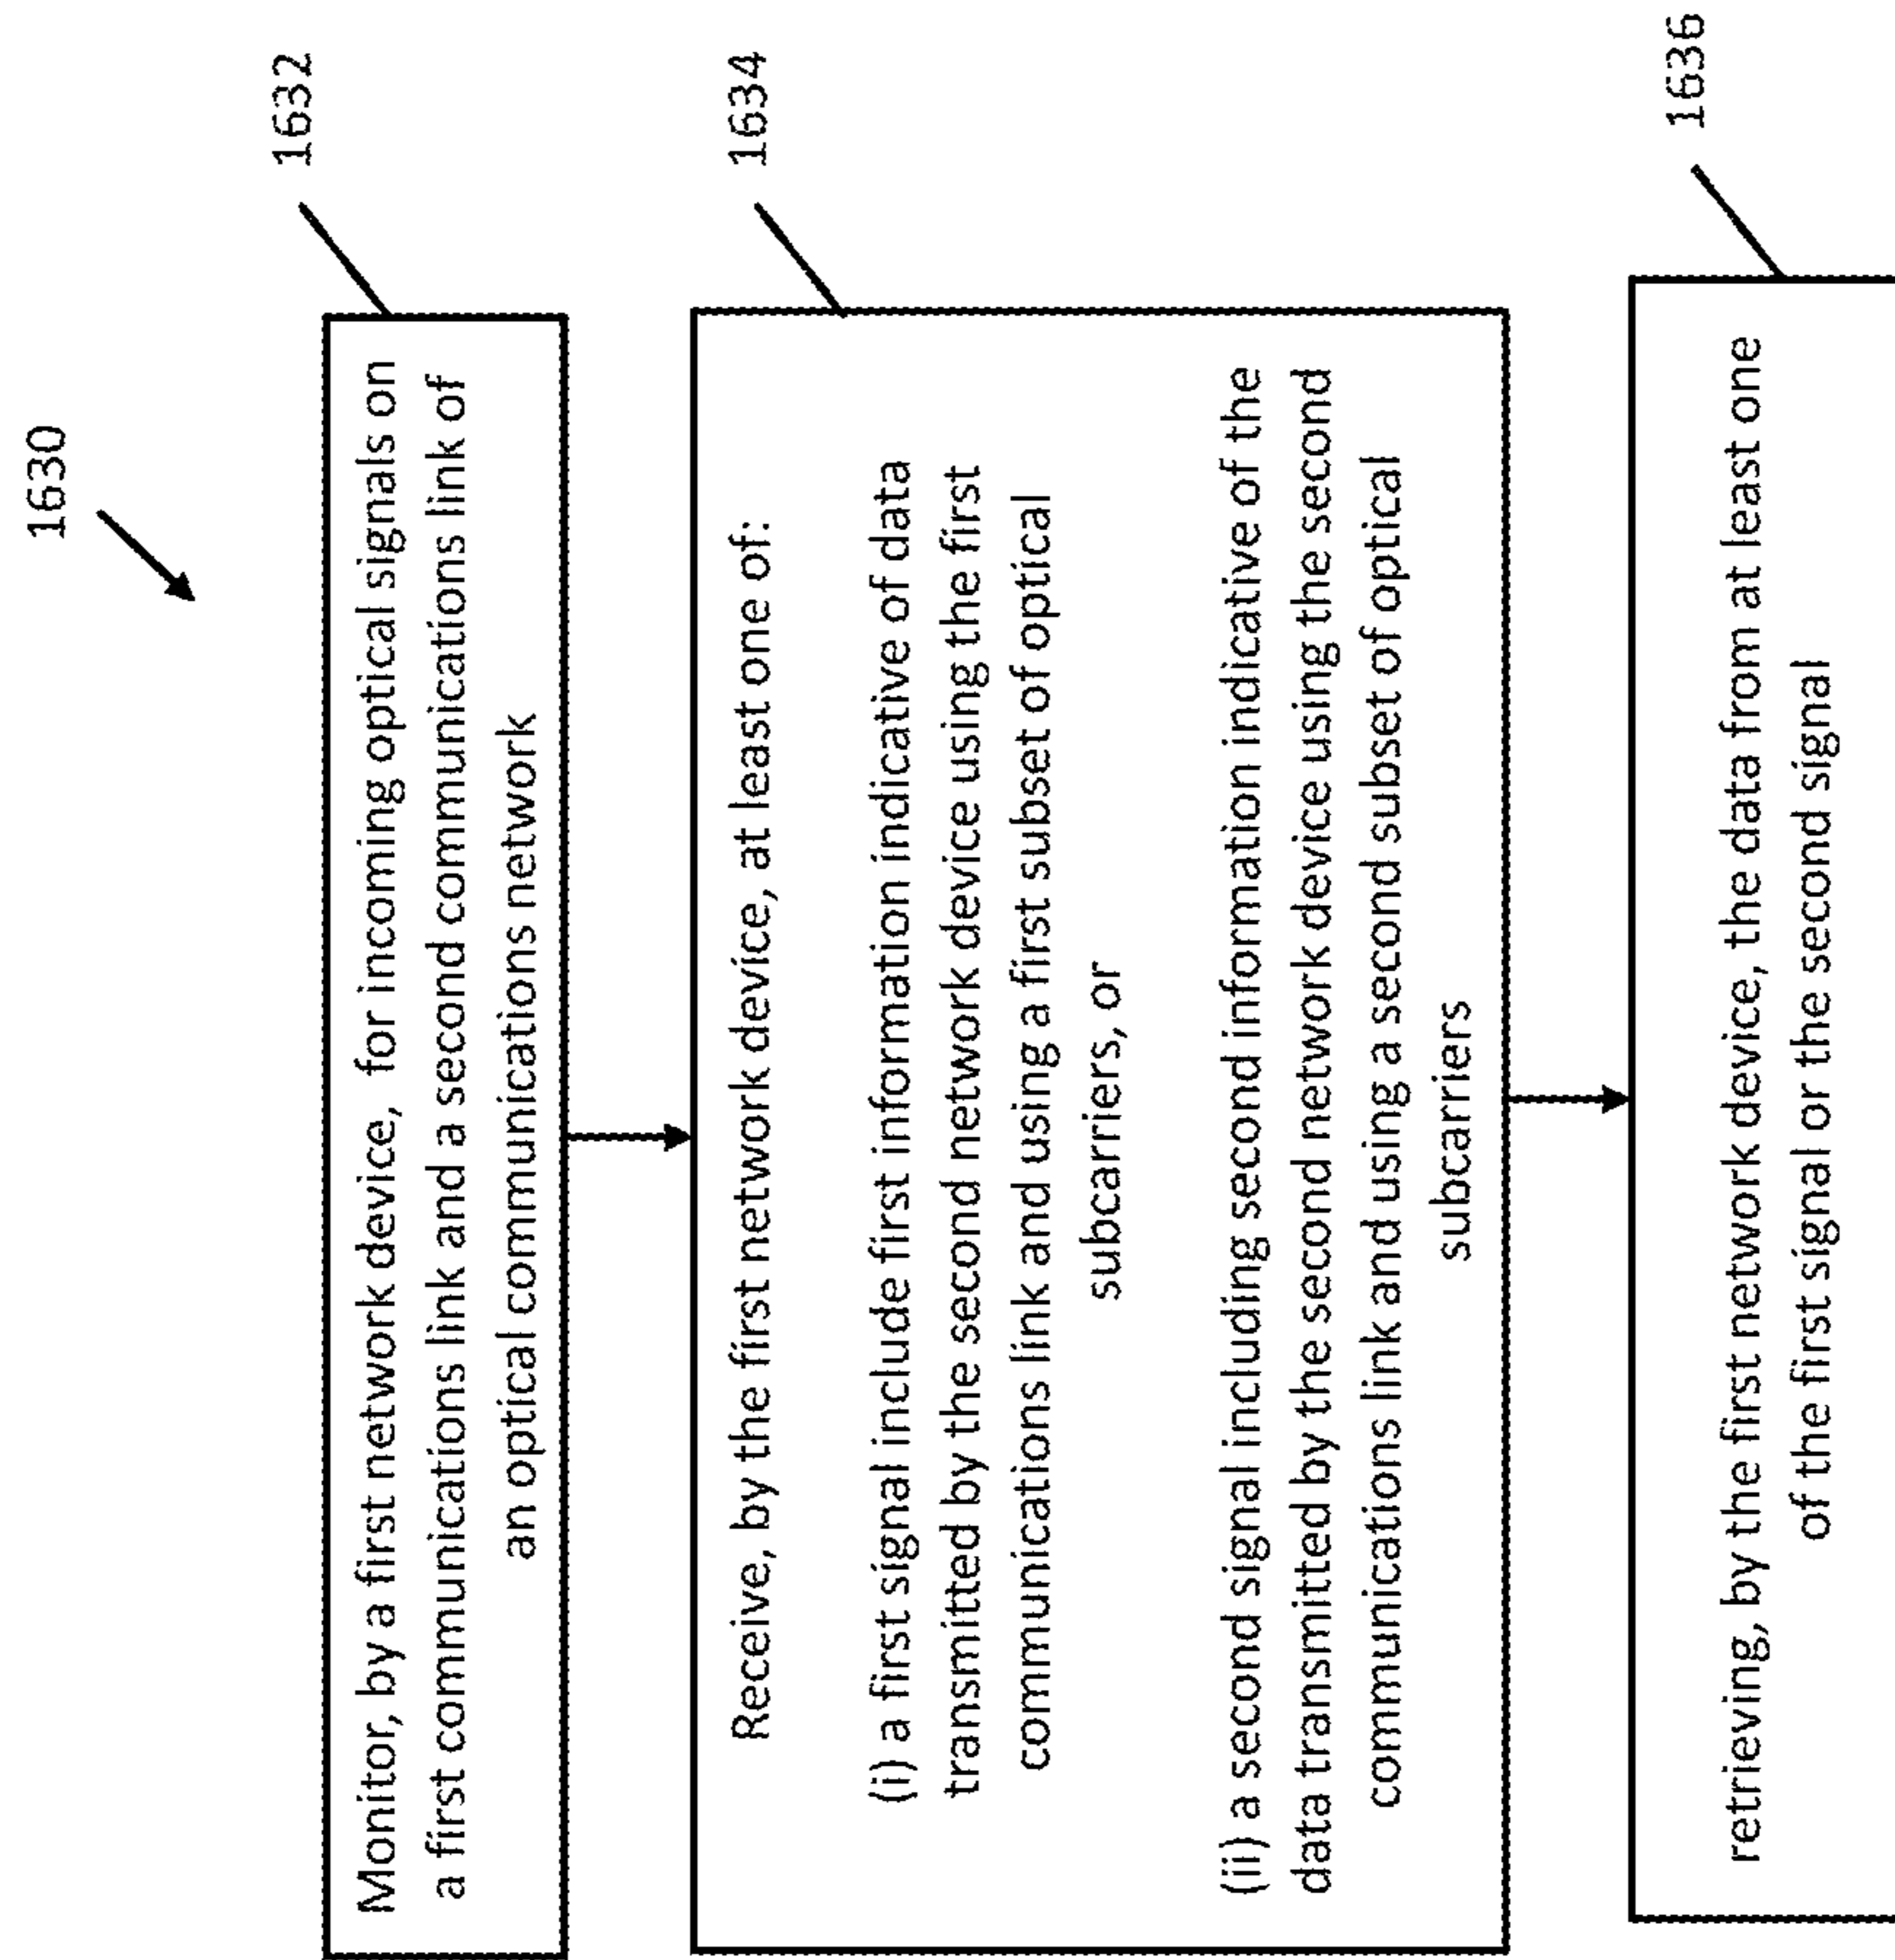 1630
1632
Monitor, by a first network device, for incoming optical signals on
a first communications link and a second communications link of
an optical communications network
1634
Receive, by the first network device, at least one of:
(i) a first signal include first information indicative of data
transmitted by the second network device using the first
communications link and using a first subset of optical
subcarriers, or
(ii) a second signal including second information indicative of the
data transmitted by the second network device using the second
communications link and using a second subset of optical
subcarriers
1636
retrieving, by the first network device, the data from at least one
of the first signal or the second signal